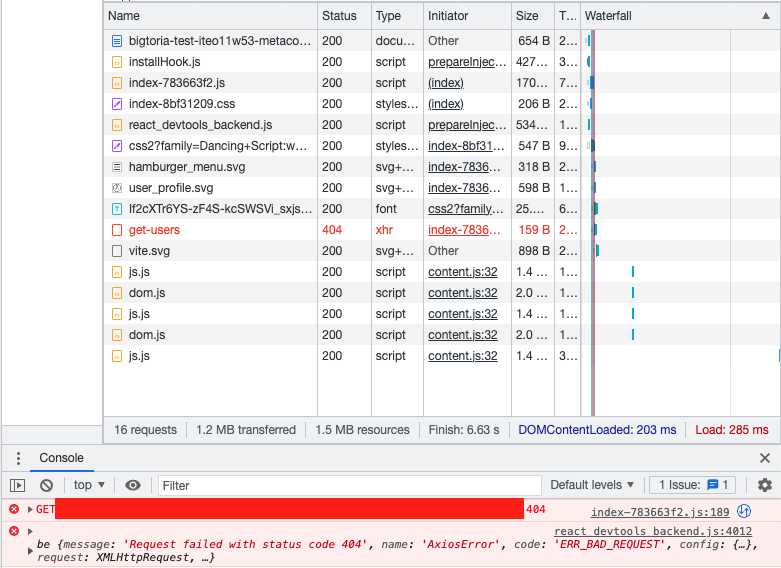 Name Status Type Initiator Size T... Waterfall
bigtoria-test-iteo11w53-metaco... 200 docu... Other 654 B 2...
installHook.js 200 script prepareInjec... 427... 3...
index-783663f2.js 200 script (index) 170... 7...
index-8bf31209.css 200 styles... (index) 206 B 2...
react_devtools_backend.js 200 script prepareInjec... 534... 1...
css2?family=Dancing+Script:w... 200 styles... index-8bf31... 547 B 9...
hamburger_menu.svg 200 svg+... index-7836... 318 B 2...
user_profile.svg 200 svg+... index-7836... 598 B 1...
If2cXTr6YS-zF4S-kcSWSVi_sxjs... 200 font css2?family... 25.... 6...
get-users 404 xhr index-7836... 159 B 2...
vite.svg 200 svg+... Other 898 B 2...
js.js 200 script content.js:32 1.4 ... 1...
dom.js 200 script content.js:32 2.0 ... 1...
js.js 200 script content.js:32 1.4 ... 1...
dom.js 200 script content.js:32 2.0 ... 1...
js.js 200 script content.js:32 1.4 ... 3...
16 requests 1.2 MB transferred 1.5 MB resources Finish: 6.63 s DOMContentLoaded: 203 ms Load: 285 ms
Console
top Filter Default levels 1 Issue: 1
GET 404 index-783663f2.js:189
react_devtools_backend.js:4012
be {message: 'Request failed with status code 404', name: 'AxiosError', code: 'ERR_BAD_REQUEST', config: {…},
request: XMLHttpRequest, …}